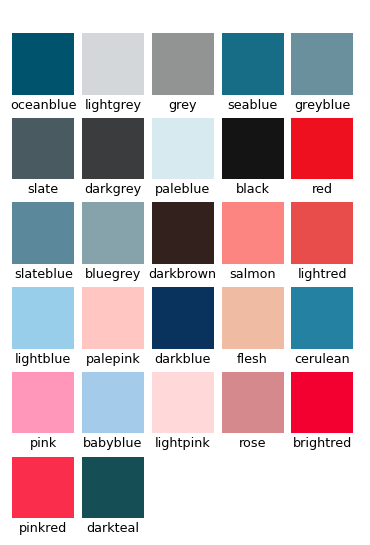 oceanblue lightgrey grey seablue greyblue
slate darkgrey paleblue black red
slateblue bluegrey darkbrown salmon lightred
lightblue palepink darkblue flesh cerulean
pink babyblue lightpink rose brightred
pinkred darkteal